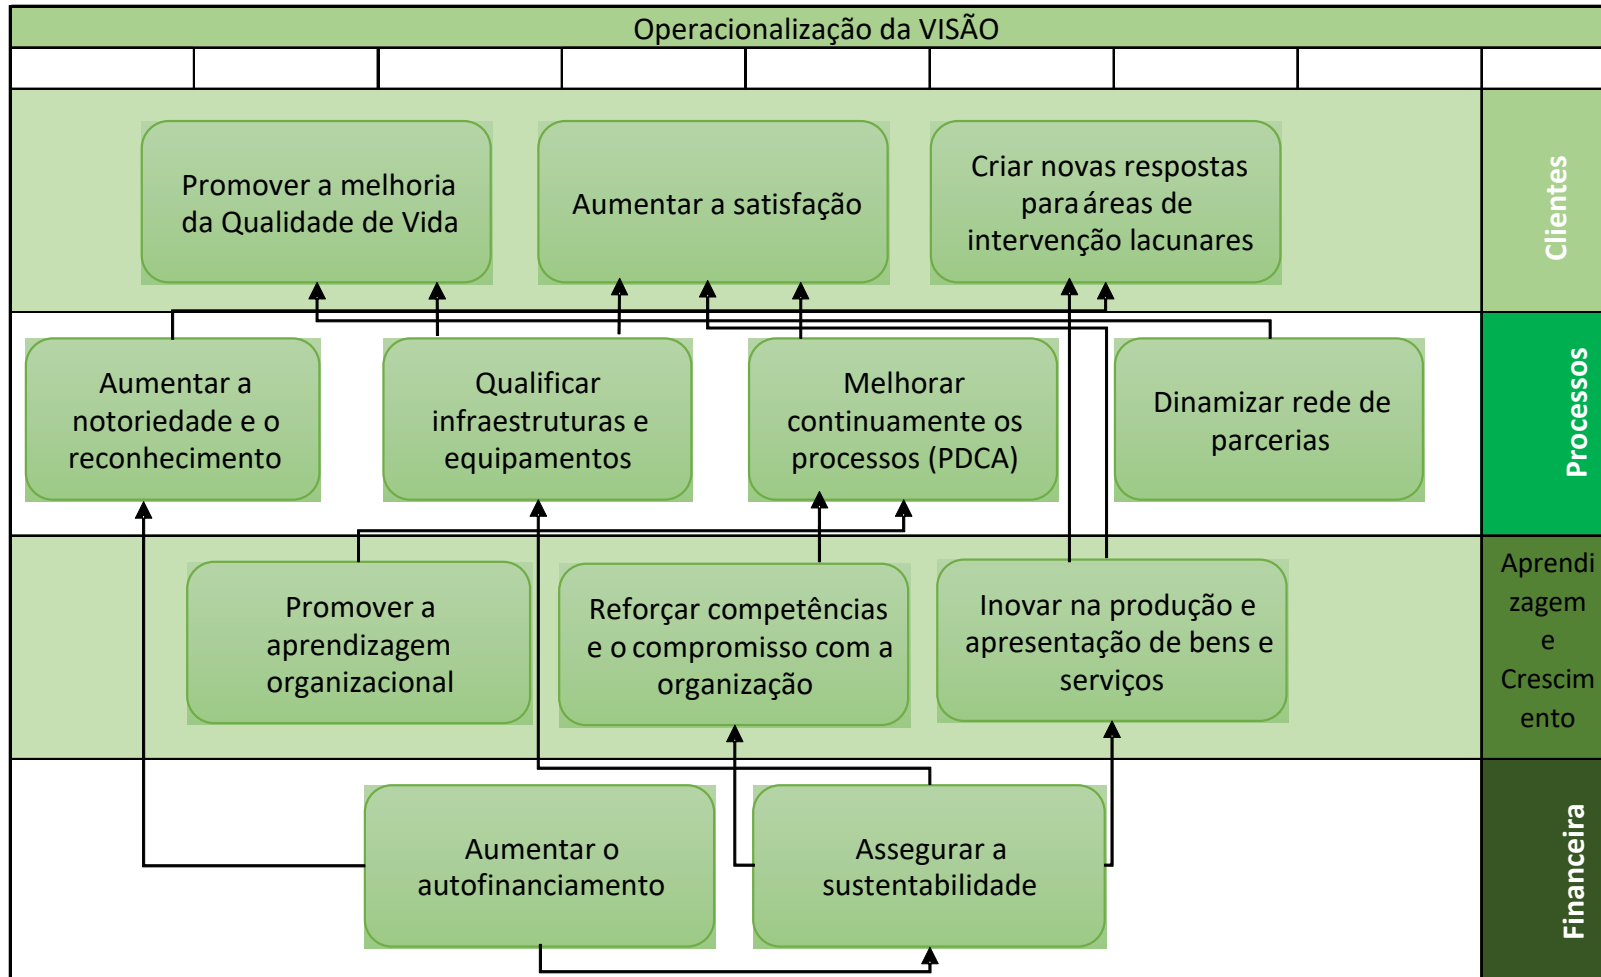 Operacionalização da VISÃO
Promover a melhoria
da Qualidade de Vida
Aumentar a satisfação
Criar novas respostas
para áreas de
intervenção lacunares
Clientes
Aumentar a
notoriedade e o
reconhecimento
Qualificar
infraestruturas e
equipamentos
Melhorar
continuamente os
processos (PDCA)
Dinamizar rede de
parcerias
Processos
Promover a
aprendizagem
organizacional
Reforçar competências
e o compromisso com a
organização
Inovar na produção e
apresentação de bens e
serviços
Aprendi
zagem
e
Crescim
ento
Aumentar o
autofinanciamento
Assegurar a
sustentabilidade
Financeira